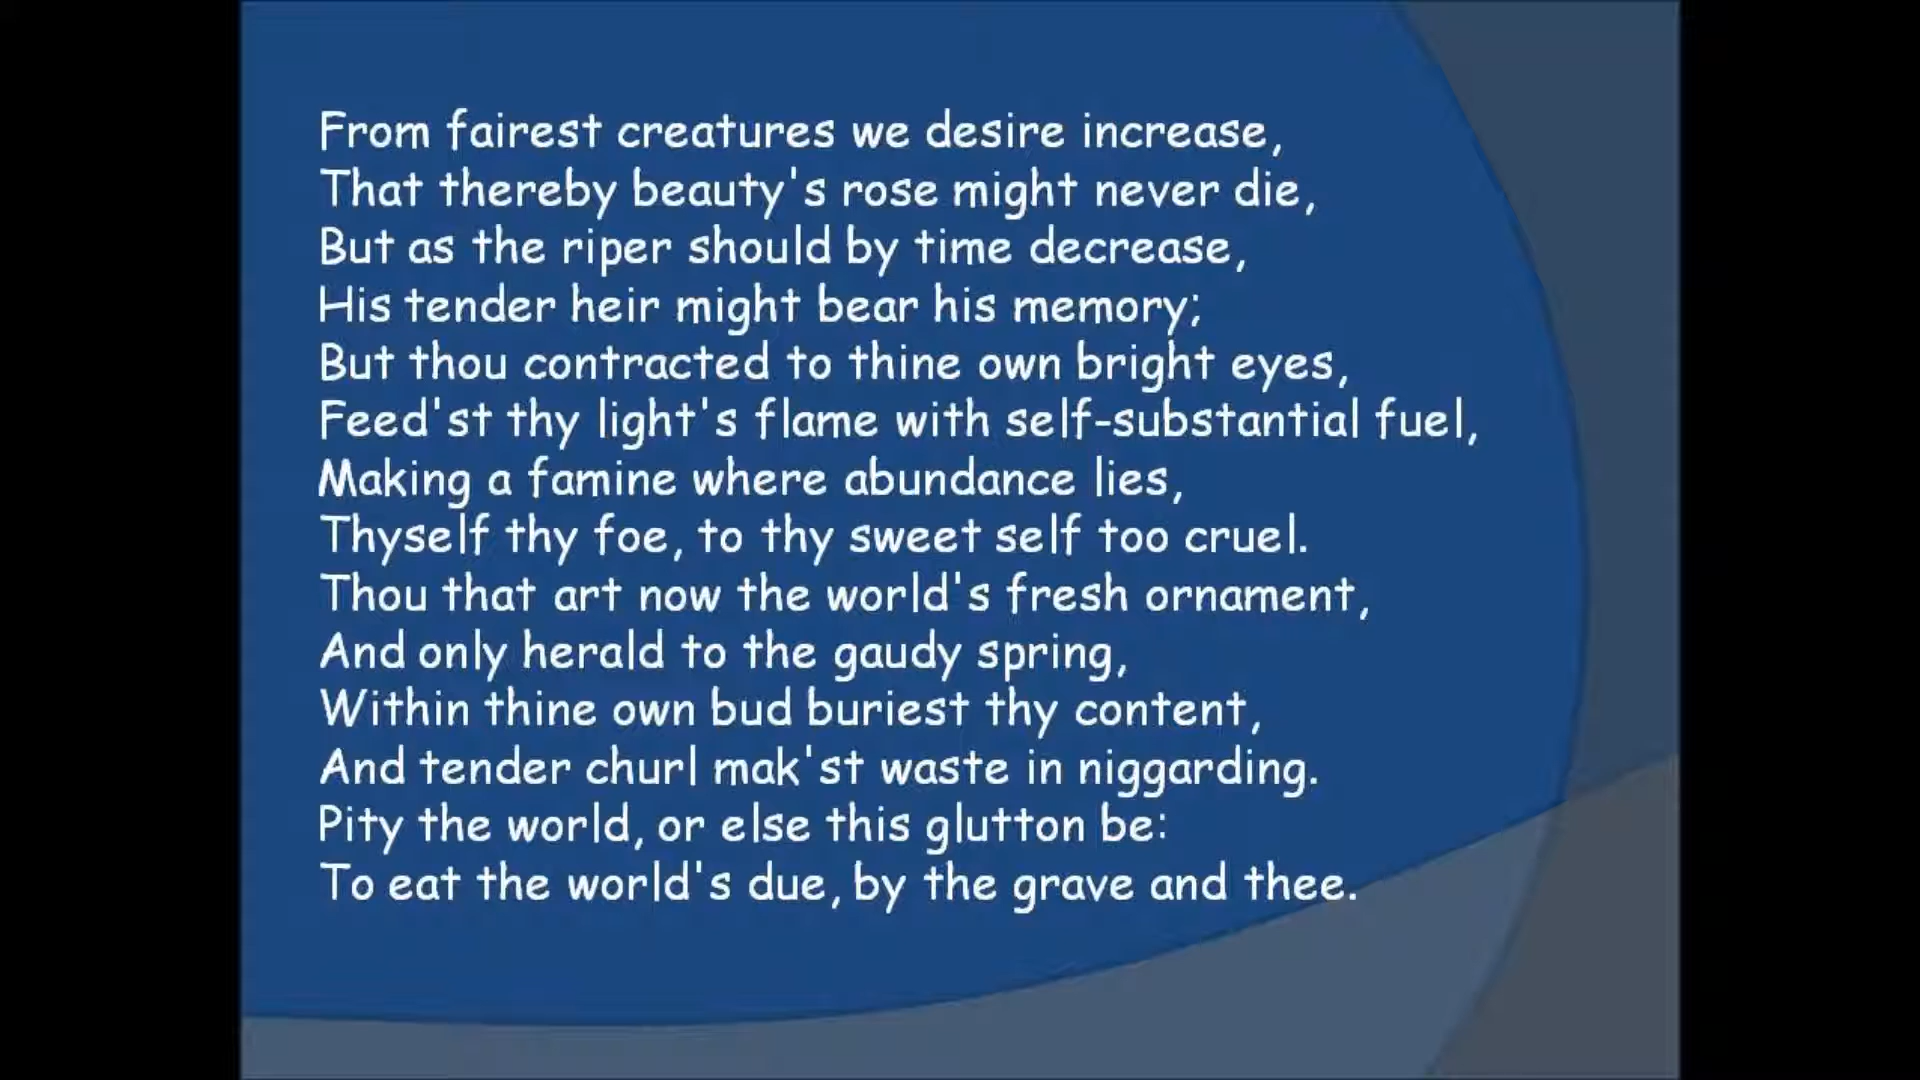 From fairest creatures we desire increase,
That thereby beauty's rose might never die,
But as the riper should by time decrease,
His tender heir might bear his memory;
But thou contracted to thine own bright eyes,
Feed'st thy light's flame with self-substantial fuel,
Making a famine where abundance lies,
Thyself thy foe, to thy sweet self too cruel.
Thou that art now the world's fresh ornament,
And only herald to the gaudy spring,
Within thine own bud buriest thy content,
And tender churl mak'st waste in niggarding.
Pity the world, or else this glutton be:
To eat the world's due, by the grave and thee.